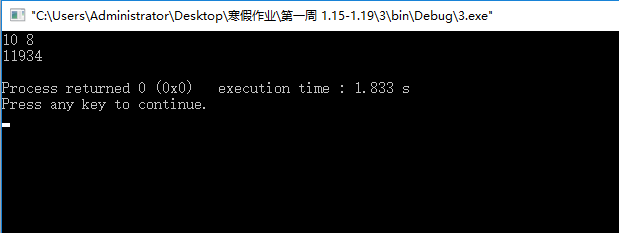 "C:\Users\Administrator\Desktop\寒假作业\第一周 1.15-1.19\3\bin\Debug\3.exe"
10 8
11934
Process returned 0 (0x0)   execution time : 1.833 s
Press any key to continue.